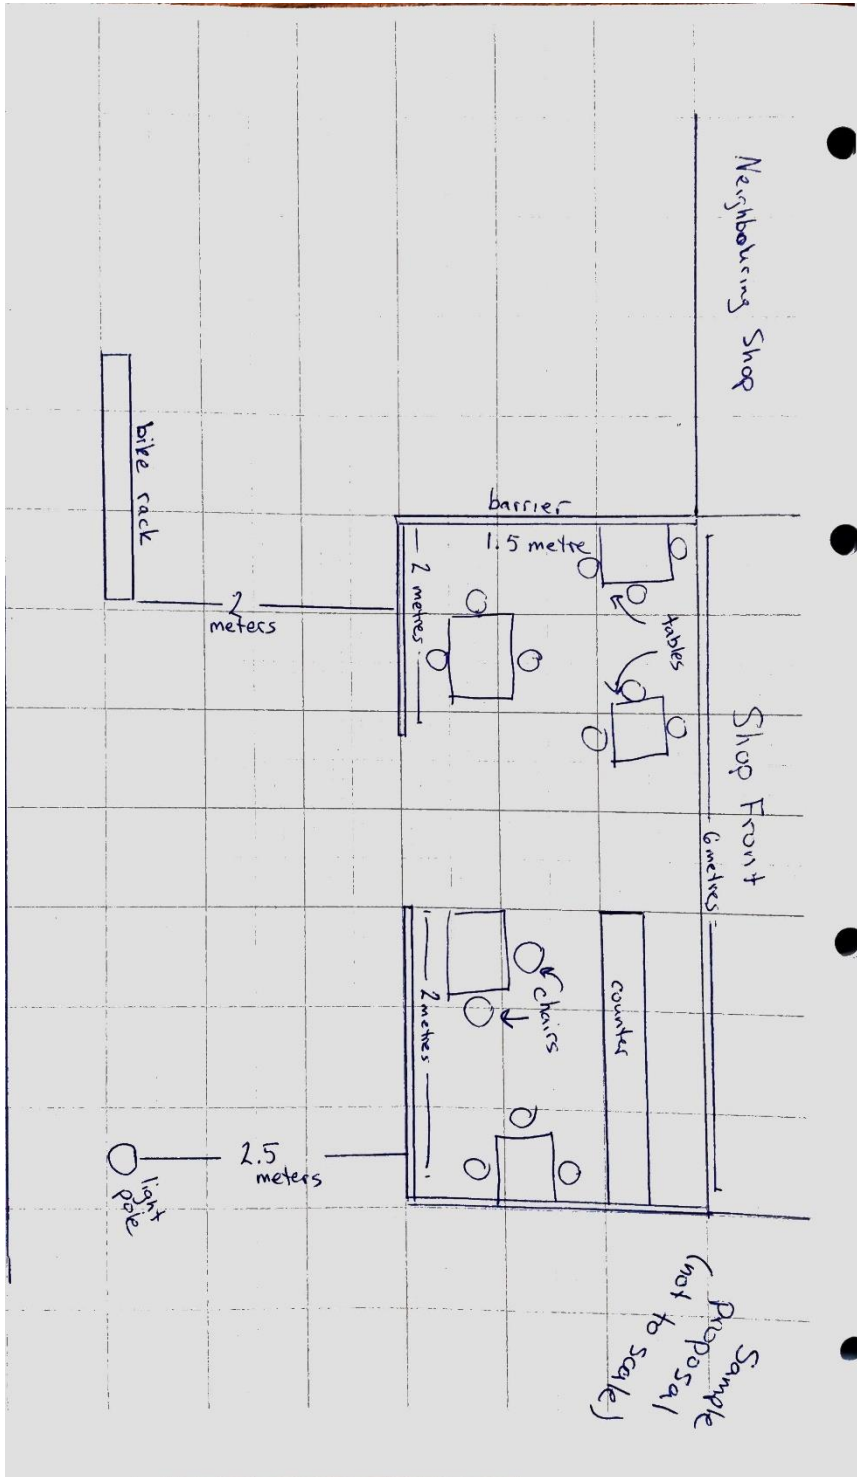 Neighbouring Shop
bike rack
barrier
1.5 metre
2 metres
2
meters
tables
Shop Front
6 metres
2 metres
chairs
counter
2.5
meters
light
pole
Sample
proposal
(not to scale)